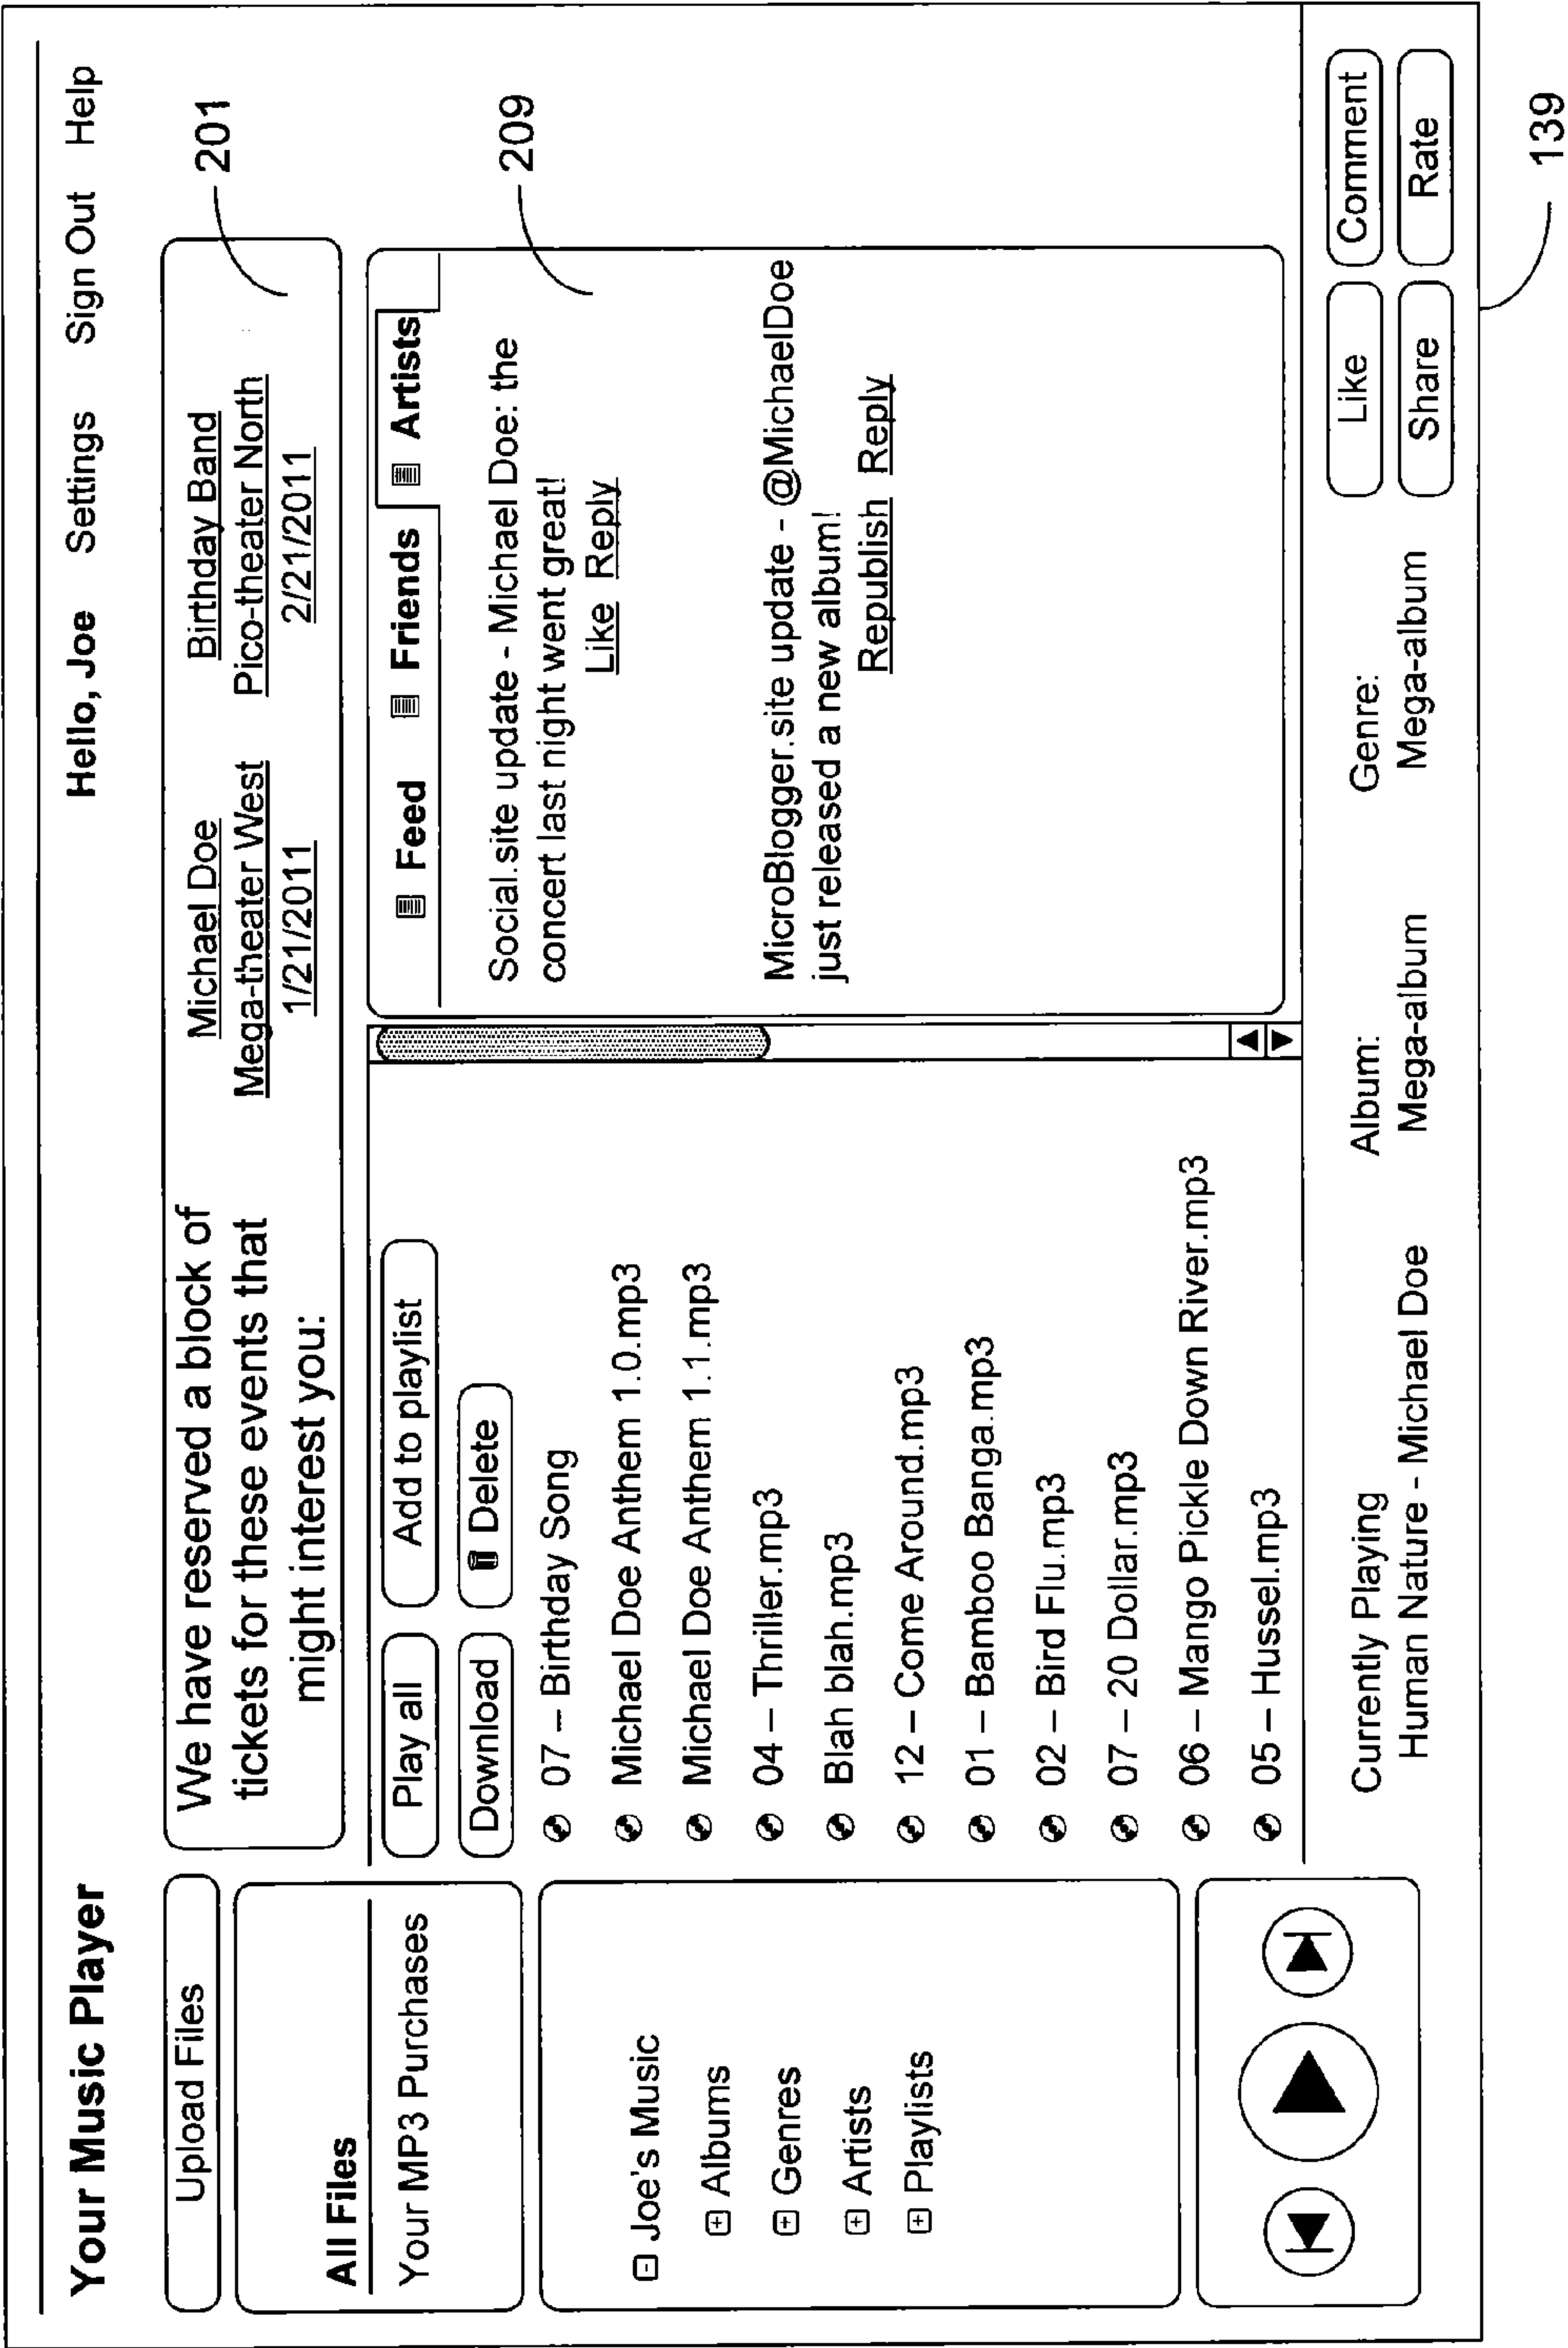 Your Music Player
Hello, Joe Settings Sign Out Help
Upload Files
All Files
Your MP3 Purchases
Joe's Music
Albums
Genres
Artists
Playlists
We have reserved a block of
tickets for these events that
might interest you:
Michael Doe
Mega-theater West
1/21/2011
Birthday Band
Pico-theater North
2/21/2011
201
Play all Add to playlist
Download Delete
07 – Birthday Song
Michael Doe Anthem 1.0.mp3
Michael Doe Anthem 1.1.mp3
04 – Thriller.mp3
Blah blah.mp3
12 – Come Around.mp3
01 – Bamboo Banga.mp3
02 – Bird Flu.mp3
07 – 20 Dollar.mp3
06 – Mango Pickle Down River.mp3
05 – Hussel.mp3
Feed Friends Artists
Social.site update - Michael Doe: the
concert last night went great!
Like Reply
MicroBlogger.site update - @MichaelDoe
just released a new album!
Republish Reply
209
Currently Playing
Human Nature - Michael Doe
Album:
Mega-album
Genre:
Mega-album
Like Comment
Share Rate
139